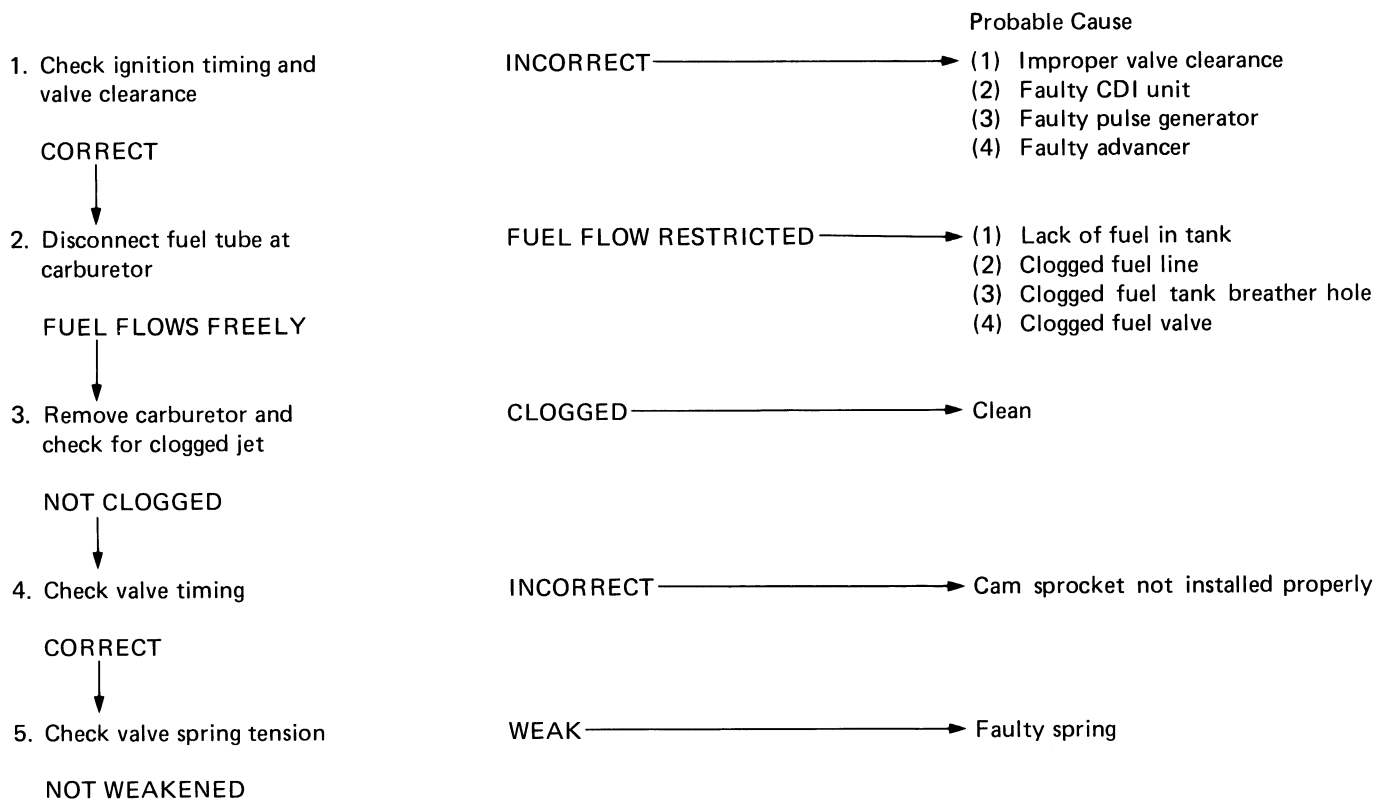 Probable Cause
1. Check ignition timing and
valve clearance
INCORRECT
(1) Improper valve clearance
(2) Faulty CDI unit
(3) Faulty pulse generator
(4) Faulty advancer
CORRECT
2. Disconnect fuel tube at
carburetor
FUEL FLOW RESTRICTED
(1) Lack of fuel in tank
(2) Clogged fuel line
(3) Clogged fuel tank breather hole
(4) Clogged fuel valve
FUEL FLOWS FREELY
3. Remove carburetor and
check for clogged jet
CLOGGED
Clean
NOT CLOGGED
4. Check valve timing
INCORRECT
Cam sprocket not installed properly
CORRECT
5. Check valve spring tension
WEAK
Faulty spring
NOT WEAKENED